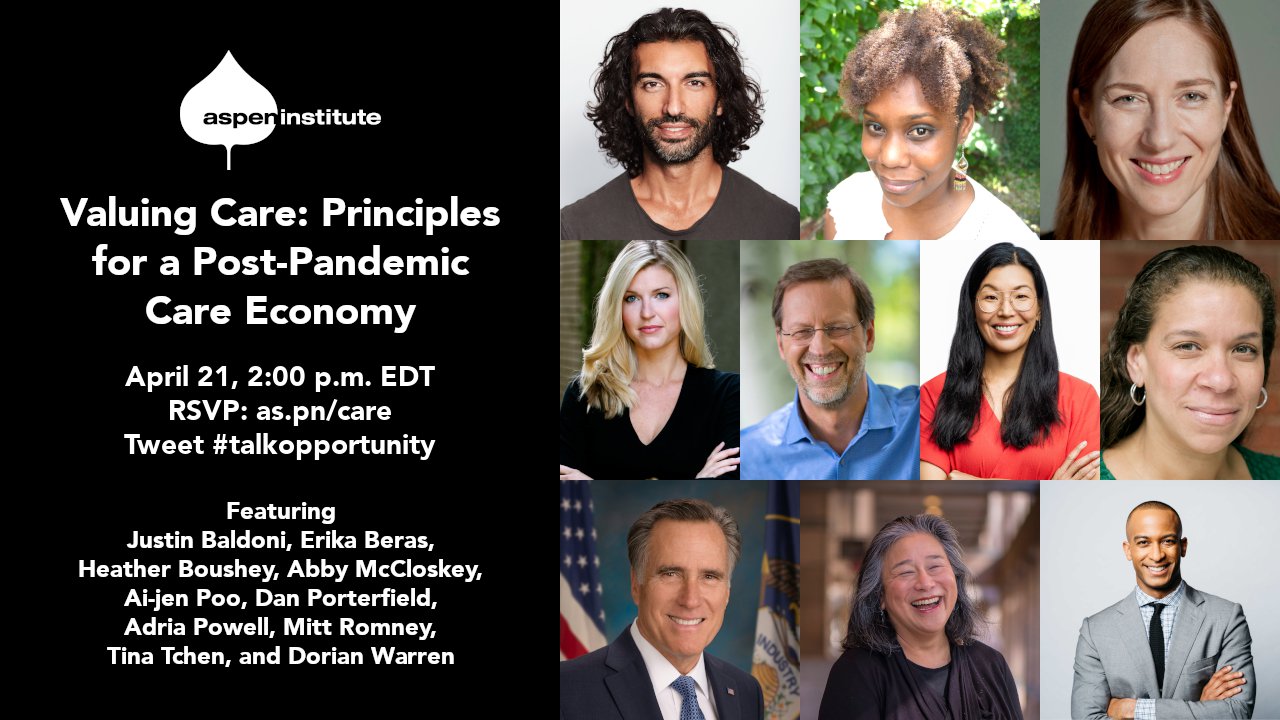 aspeninstitute
Valuing Care: Principles
for a Post-Pandemic
Care Economy
April 21, 2:00 p.m. EDT
RSVP: as.pn/care
Tweet #talkopportunity
Featuring
Justin Baldoni, Erika Beras,
Heather Boushey, Abby McCloskey,
Ai-jen Poo, Dan Porterfield,
Adria Powell, Mitt Romney,
Tina Tchen, and Dorian Warren
INDUSTRY